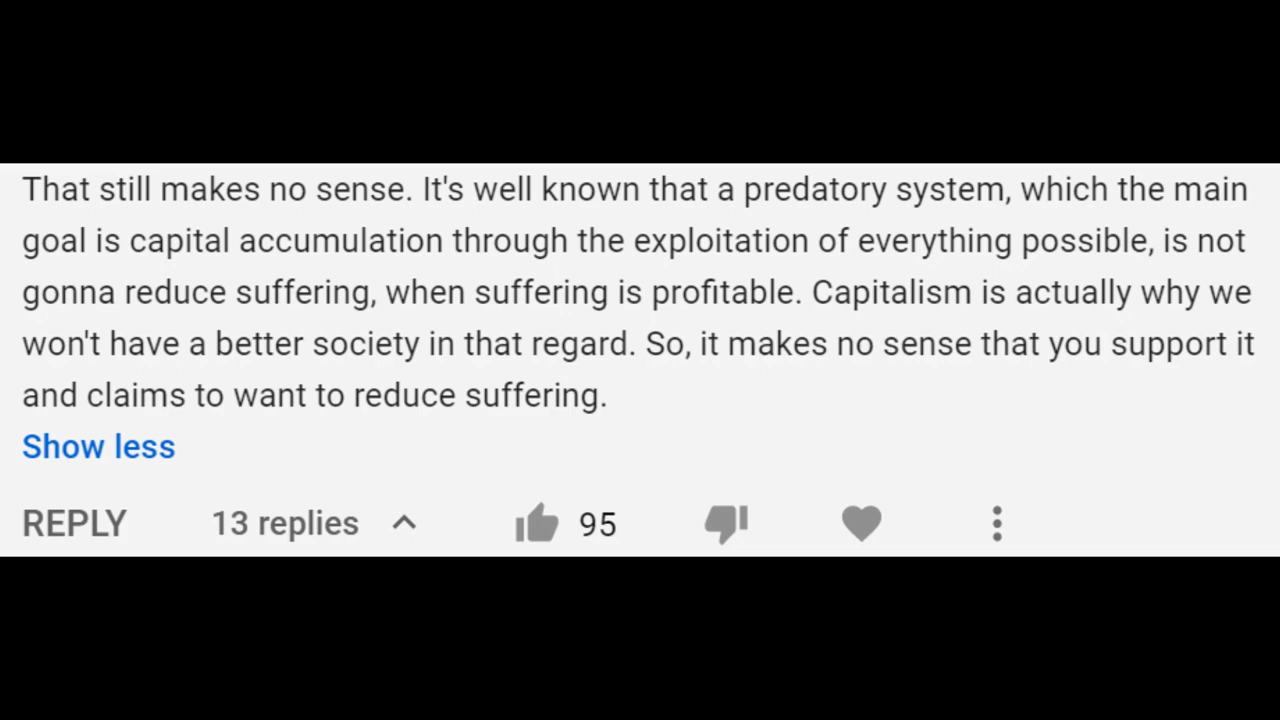 That still makes no sense. It's well known that a predatory system, which the main
goal is capital accumulation through the exploitation of everything possible, is not
gonna reduce suffering, when suffering is profitable. Capitalism is actually why we
won't have a better society in that regard. So, it makes no sense that you support it
and claims to want to reduce suffering.
Show less
REPLY 13 replies 95